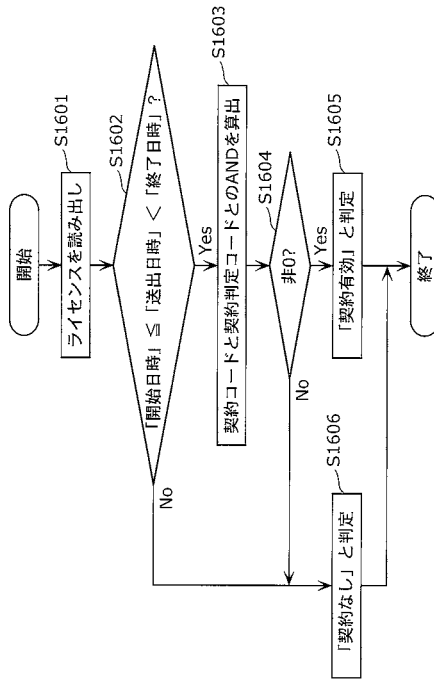 開始
ライセンスを読み出し
S1601
「開始日時」≦「送出日時」<「終了日時」?
S1602
Yes
No
契約コードと契約判定コードとのANDを算出
S1603
非0?
S1604
Yes
No
「契約有効」と判定
S1605
「契約なし」と判定
S1606
終了